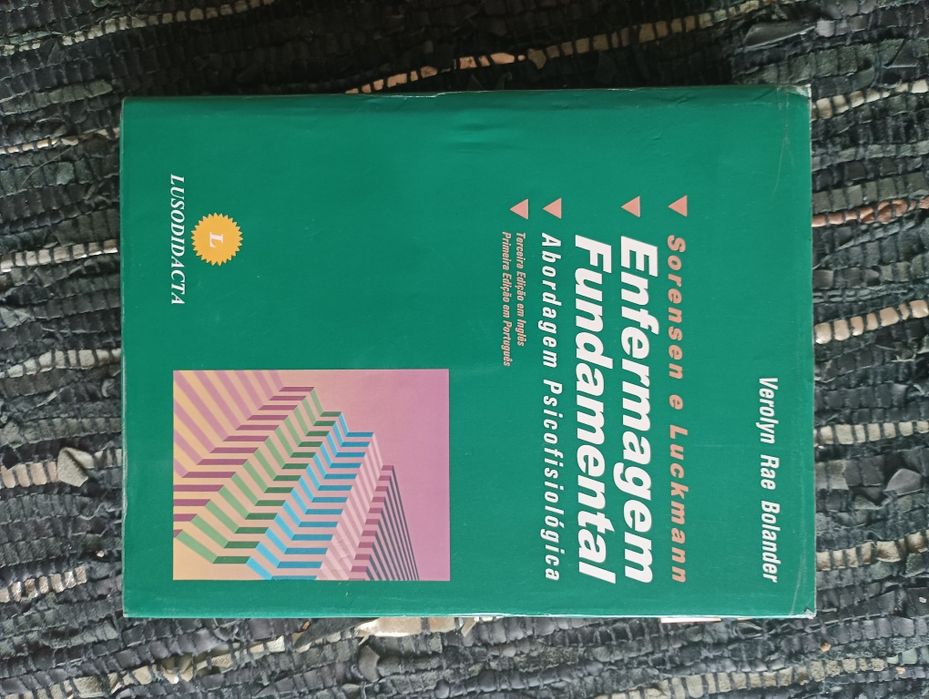 Verolyn Rae Bolander
Sorensen e Luckmann
Enfermagem
Fundamental
Abordagem Psicofisiológica
Terceira Edição em Inglês
Primeira Edição em Português
L
LUSODIDACTA